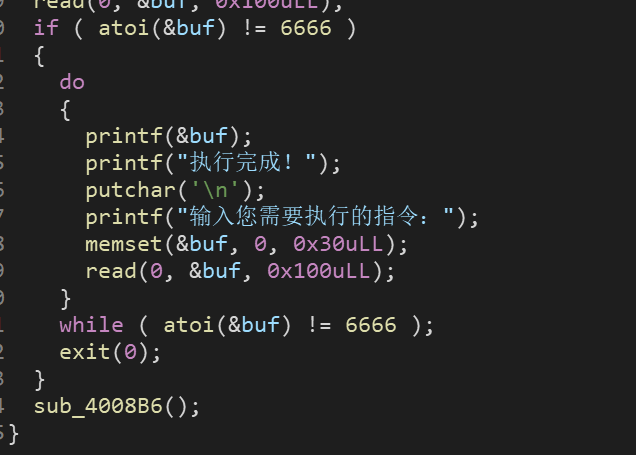 read(0, &buf, 0x100uLL);
if ( atoi(&buf) != 6666 )
{
do
{
printf(&buf);
printf("执行完成！");
putchar('\n');
printf("输入您需要执行的指令：");
memset(&buf, 0, 0x30uLL);
read(0, &buf, 0x100uLL);
}
while ( atoi(&buf) != 6666 );
exit(0);
}
sub_4008B6();
}